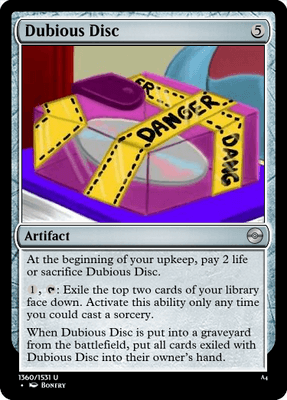 Dubious Disc 5
ER
DANGER
DANG
Artifact
At the beginning of your upkeep, pay 2 life
or sacrifice Dubious Disc.
1, T: Exile the top two cards of your library
face down. Activate this ability only any time
you could cast a sorcery.
When Dubious Disc is put into a graveyard
from the battlefield, put all cards exiled with
Dubious Disc into their owner's hand.
1360/1531 U
• Bonfry